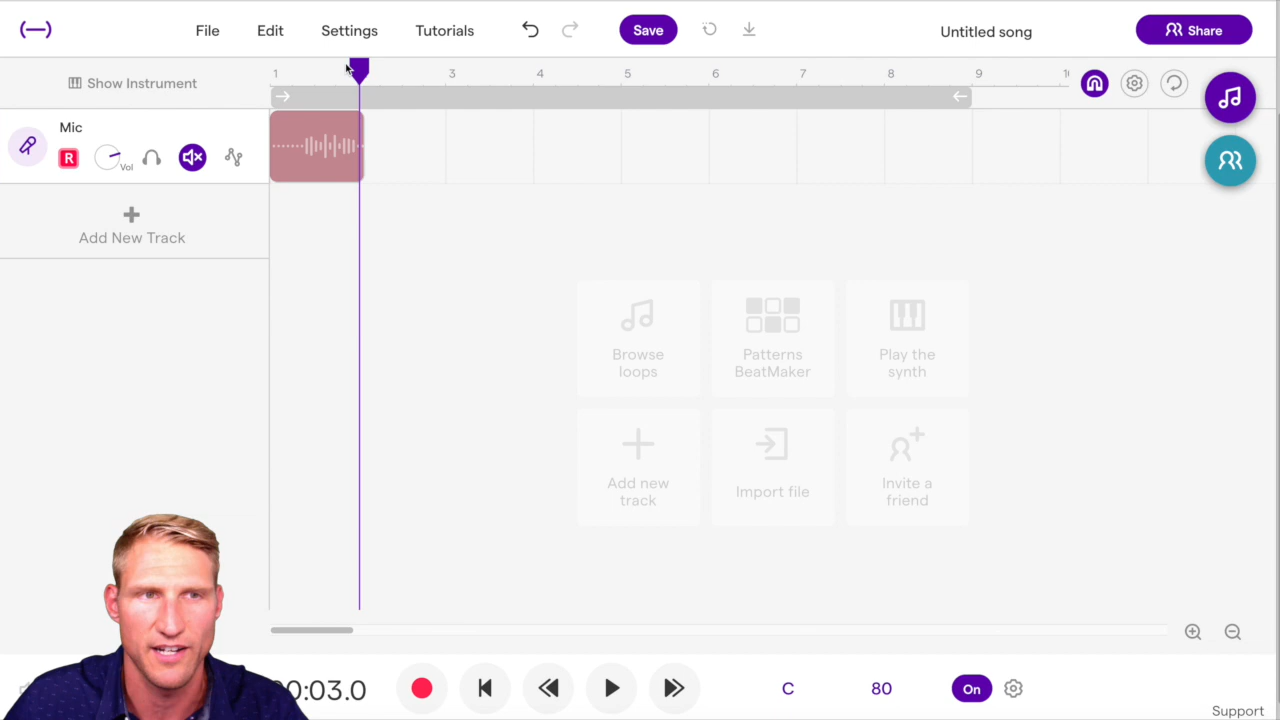 File
Edit
Settings
Tutorials
Save
Untitled song
Share
Show Instrument
1
3
4
5
6
7
8
9
Mic
R
Vol
Add New Track
Browse
loops
Patterns
BeatMaker
Play the
synth
Add new
track
Import file
Invite a
friend
0:03.0
C
80
On
Support